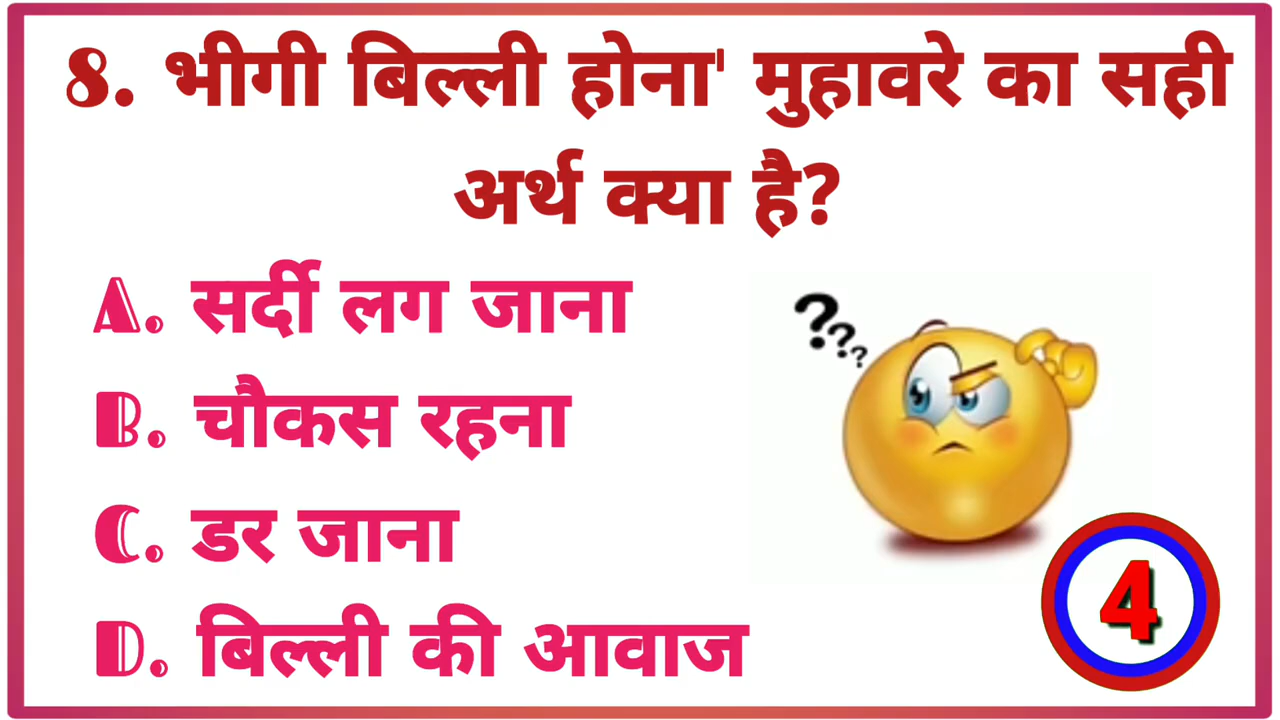 8. भीगी बिल्ली होना' मुहावरे का सही
अर्थ क्या है?
A. सर्दी लग जाना
B. चौकस रहना
C. डर जाना
D. बिल्ली की आवाज
???
4